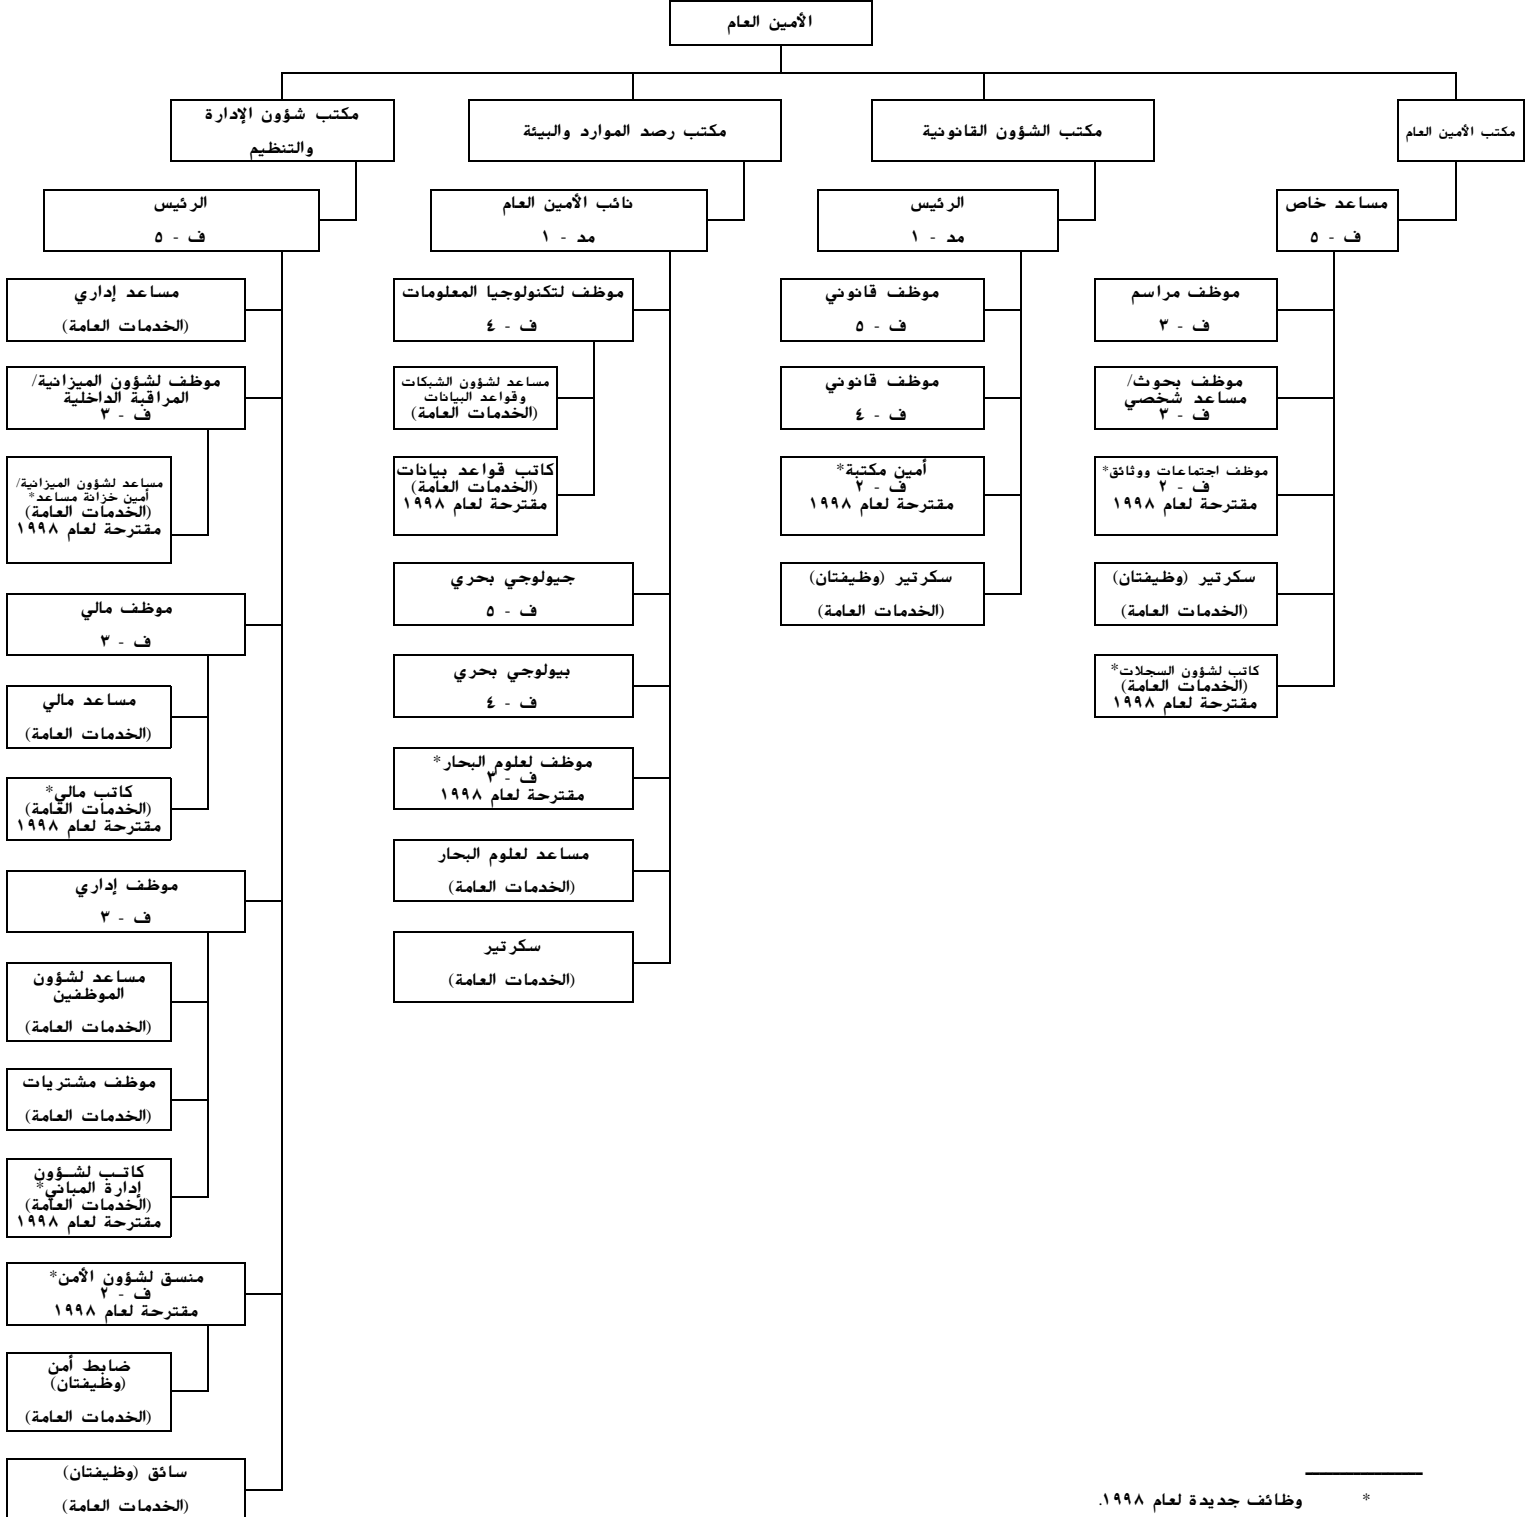 الأمين العام
مكتب الأمين العام
مساعد خاص
ف - ٥
موظف مراسم
ف - ٣
موظف بحوث/
مساعد شخصي
ف - ٣
موظف اجتماعات ووثائق*
ف - ٢
مقترحة لعام ١٩٩٨
سكرتير (وظيفتان)
(الخدمات العامة)
كاتب لشؤون السجلات*
(الخدمات العامة)
مقترحة لعام ١٩٩٨
مكتب الشؤون القانونية
الرئيس
مد - ١
موظف قانوني
ف - ٥
موظف قانوني
ف - ٤
أمين مكتبة*
ف - ٢
مقترحة لعام ١٩٩٨
سكرتير (وظيفتان)
(الخدمات العامة)
مكتب رصد الموارد والبيئة
نائب الأمين العام
مد - ١
موظف لتكنولوجيا المعلومات
ف - ٤
مساعد لشؤون الشبكات
وقواعد البيانات
(الخدمات العامة)
كاتب قواعد بيانات
(الخدمات العامة)
مقترحة لعام ١٩٩٨
جيولوجي بحري
ف - ٥
بيولوجي بحري
ف - ٤
موظف لعلوم البحار*
ف - ٣
مقترحة لعام ١٩٩٨
مساعد لعلوم البحار
(الخدمات العامة)
سكرتير
(الخدمات العامة)
مكتب شؤون الإدارة
والتنظيم
الرئيس
ف - ٥
مساعد إداري
(الخدمات العامة)
موظف لشؤون الميزانية/
المراقبة الداخلية
ف - ٣
مساعد لشؤون الميزانية/
أمين خزانة مساعد*
(الخدمات العامة)
مقترحة لعام ١٩٩٨
موظف مالي
ف - ٣
مساعد مالي
(الخدمات العامة)
كاتب مالي*
(الخدمات العامة)
مقترحة لعام ١٩٩٨
موظف إداري
ف - ٣
مساعد لشؤون
الموظفين
(الخدمات العامة)
موظف مشتريات
(الخدمات العامة)
كاتب لشؤون
إدارة المباني*
(الخدمات العامة)
مقترحة لعام ١٩٩٨
منسق لشؤون الأمن*
ف - ٢
مقترحة لعام ١٩٩٨
ضابط أمن
(وظيفتان)
(الخدمات العامة)
سائق (وظيفتان)
(الخدمات العامة)
* وظائف جديدة لعام ١٩٩٨.